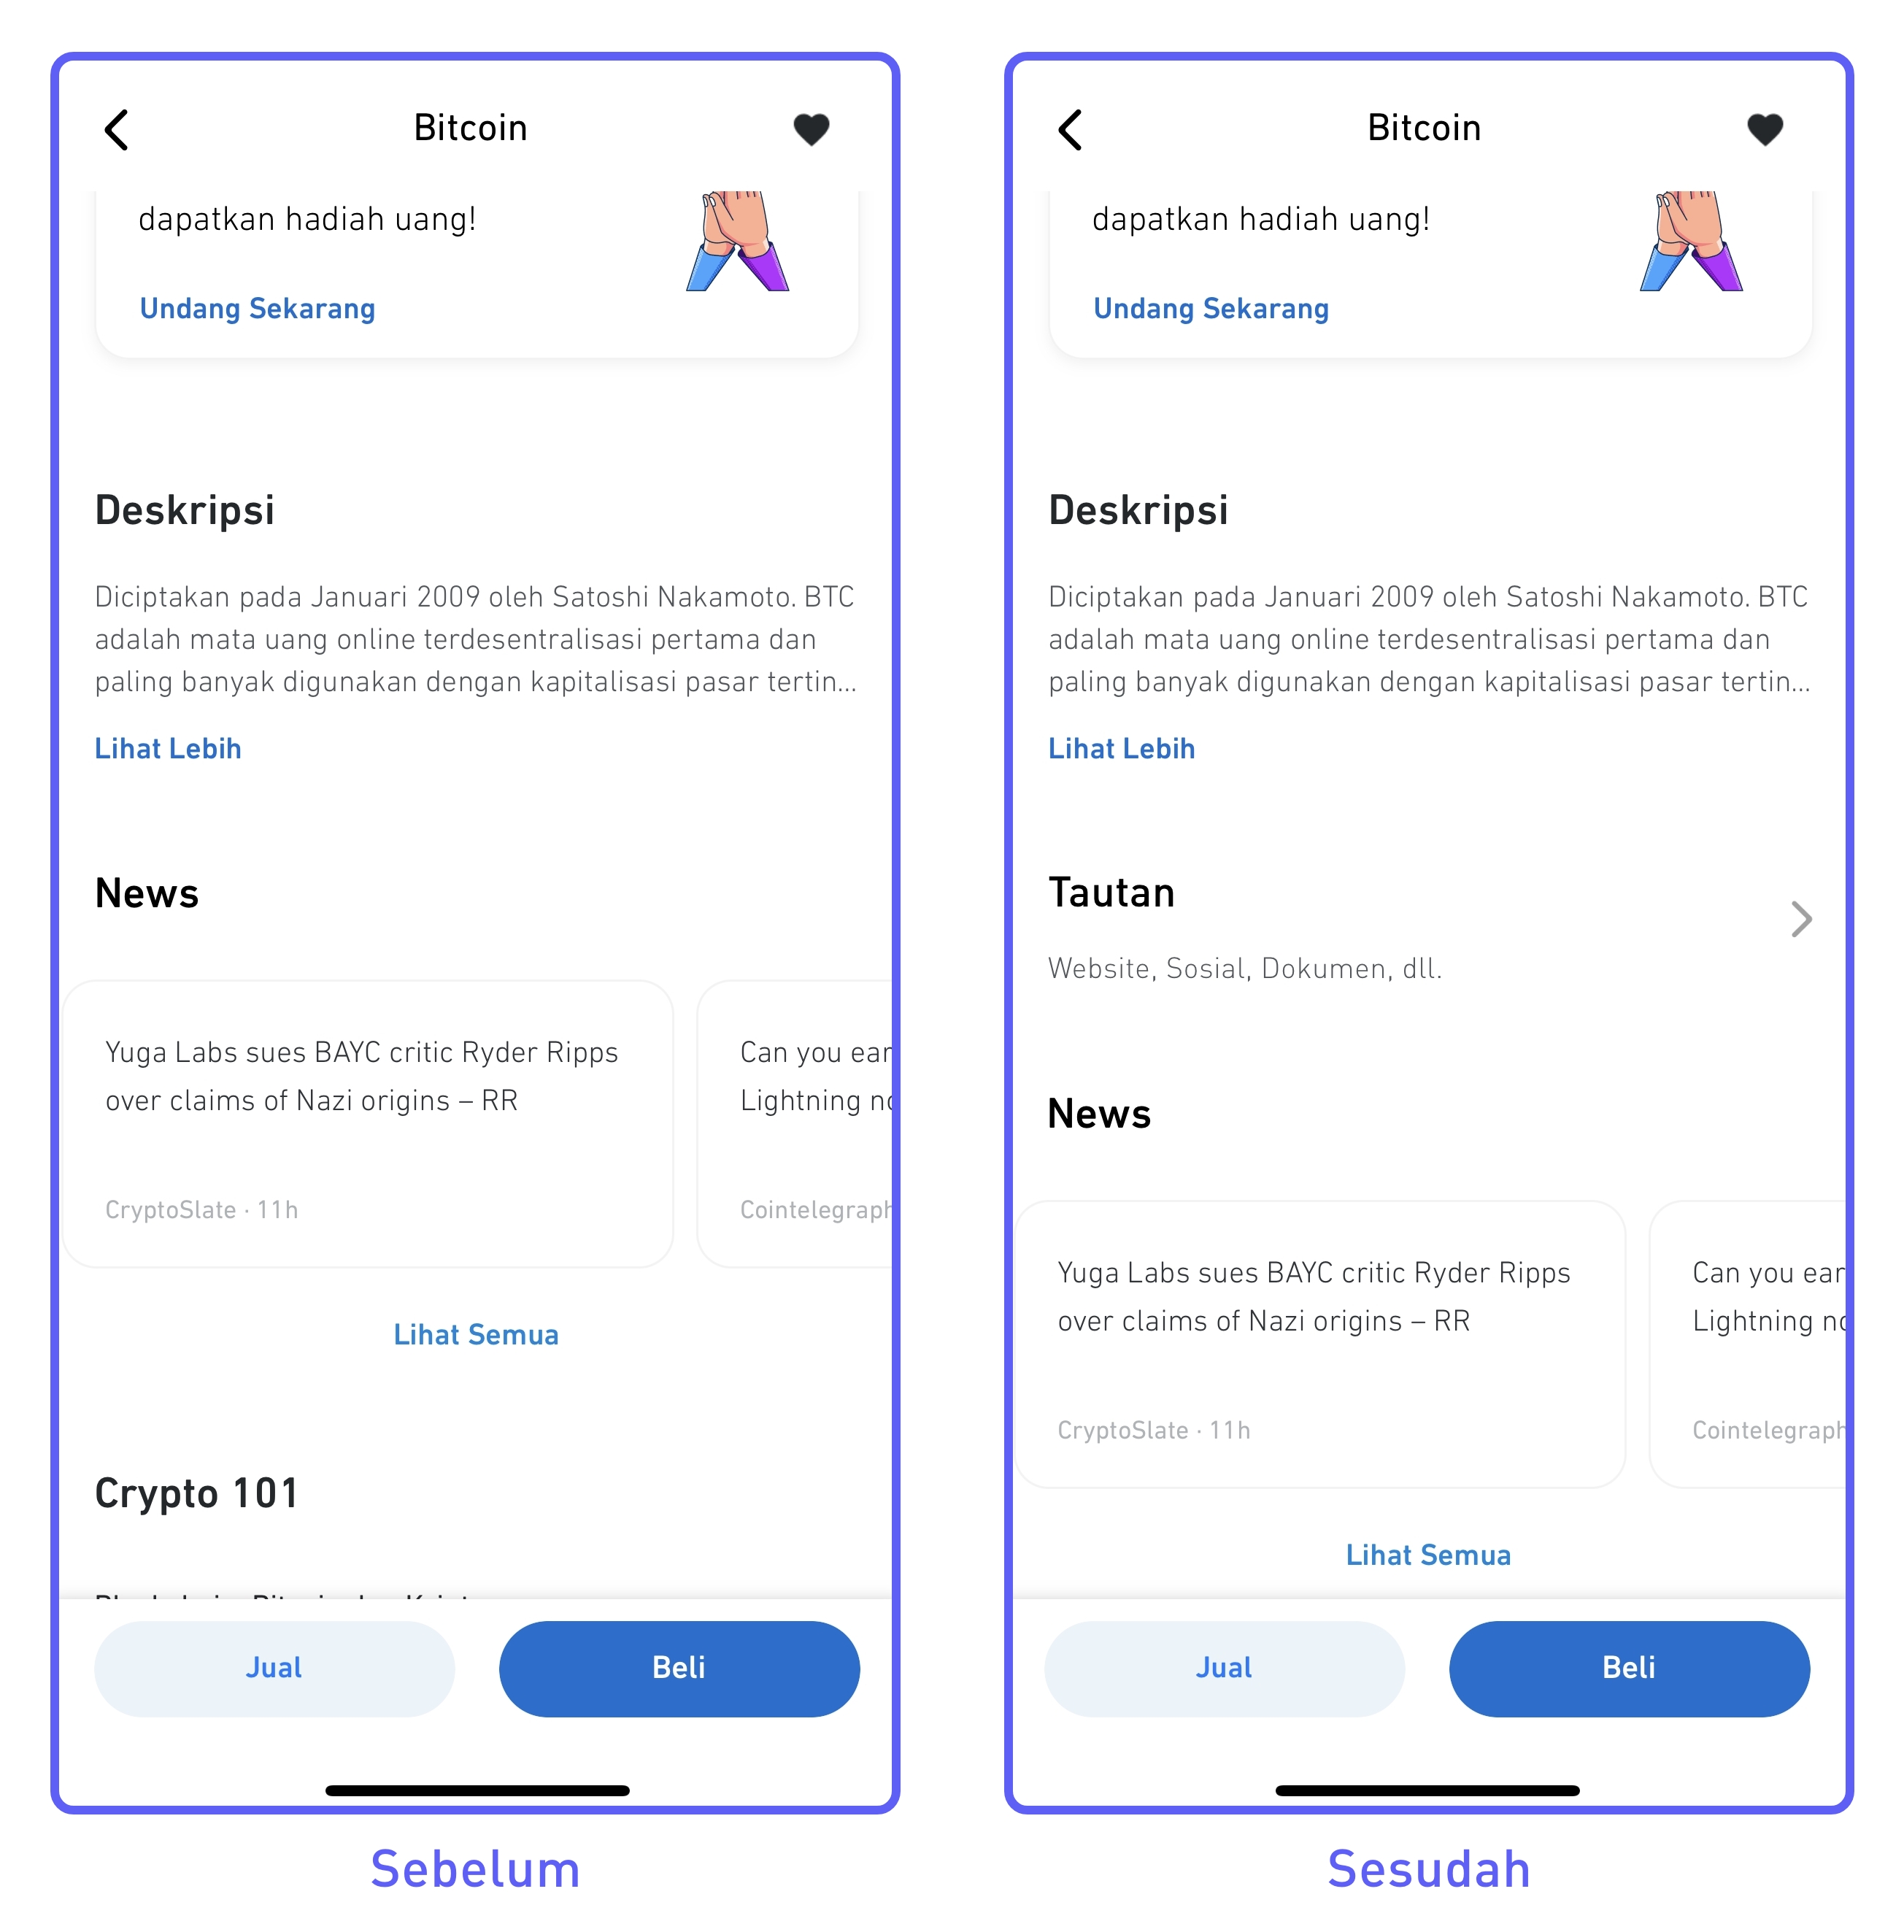 Bitcoin
dapatkan hadiah uang!
Undang Sekarang
Deskripsi
Diciptakan pada Januari 2009 oleh Satoshi Nakamoto. BTC
adalah mata uang online terdesentralisasi pertama dan
paling banyak digunakan dengan kapitalisasi pasar tertin...
Lihat Lebih
News
Yuga Labs sues BAYC critic Ryder Ripps
over claims of Nazi origins – RR
CryptoSlate · 11h
Can you ear
Lightning no
Cointelegraph
Lihat Semua
Crypto 101
Jual
Beli
Sebelum
Bitcoin
dapatkan hadiah uang!
Undang Sekarang
Deskripsi
Diciptakan pada Januari 2009 oleh Satoshi Nakamoto. BTC
adalah mata uang online terdesentralisasi pertama dan
paling banyak digunakan dengan kapitalisasi pasar tertin...
Lihat Lebih
Tautan
Website, Sosial, Dokumen, dll.
News
Yuga Labs sues BAYC critic Ryder Ripps
over claims of Nazi origins – RR
CryptoSlate · 11h
Can you ear
Lightning no
Cointelegraph
Lihat Semua
Jual
Beli
Sesudah